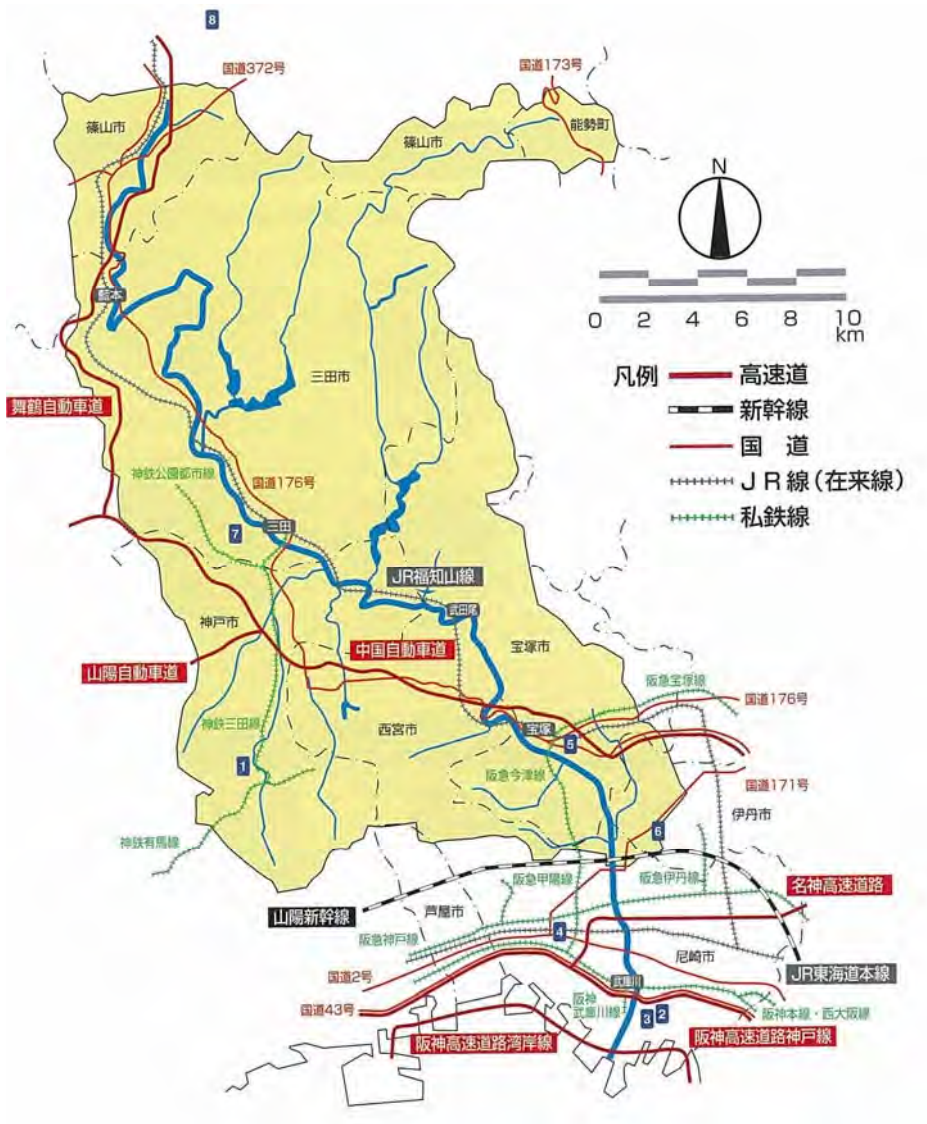 8
国道372号
国道173号
篠山市
篠山市
能勢町
N
藍本
0 2 4 6 8 10
km
三田市
凡例
高速道
舞鶴自動車道
新幹線
国 道
神鉄公園都市線
国道176号
JR線(在来線)
7
三田
私鉄線
JR福知山線
武田尾
神戸市
中国自動車道
宝塚市
山陽自動車道
阪急宝塚線
国道176号
神鉄三田線
西宮市
宝塚
5
1
阪急今津線
国道171号
伊丹市
6
神鉄有馬線
阪急甲陽線
阪急伊丹線
名神高速道路
山陽新幹線
芦屋市
4
阪急神戸線
尼崎市
国道2号
武庫川
JR東海道本線
国道43号
阪神
武庫川線
3
2
阪神本線・西大阪線
阪神高速道路湾岸線
阪神高速道路神戸線